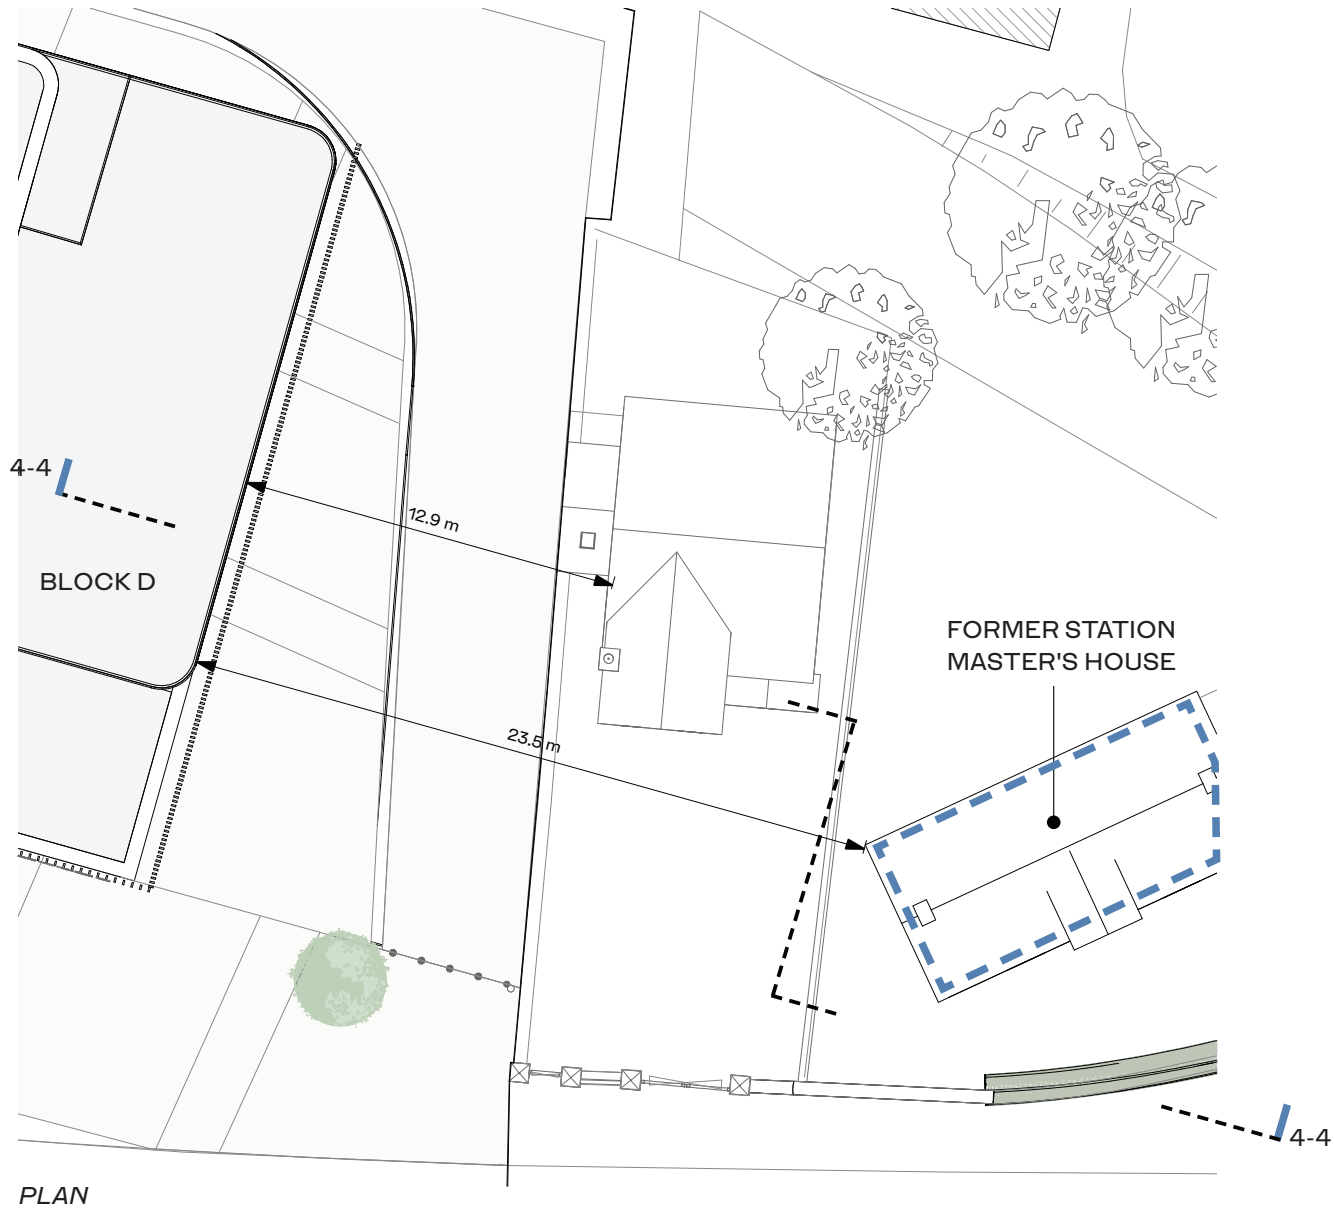 4-4
12.9 m
BLOCK D
FORMER STATION
MASTER'S HOUSE
23.5 m
4-4
PLAN